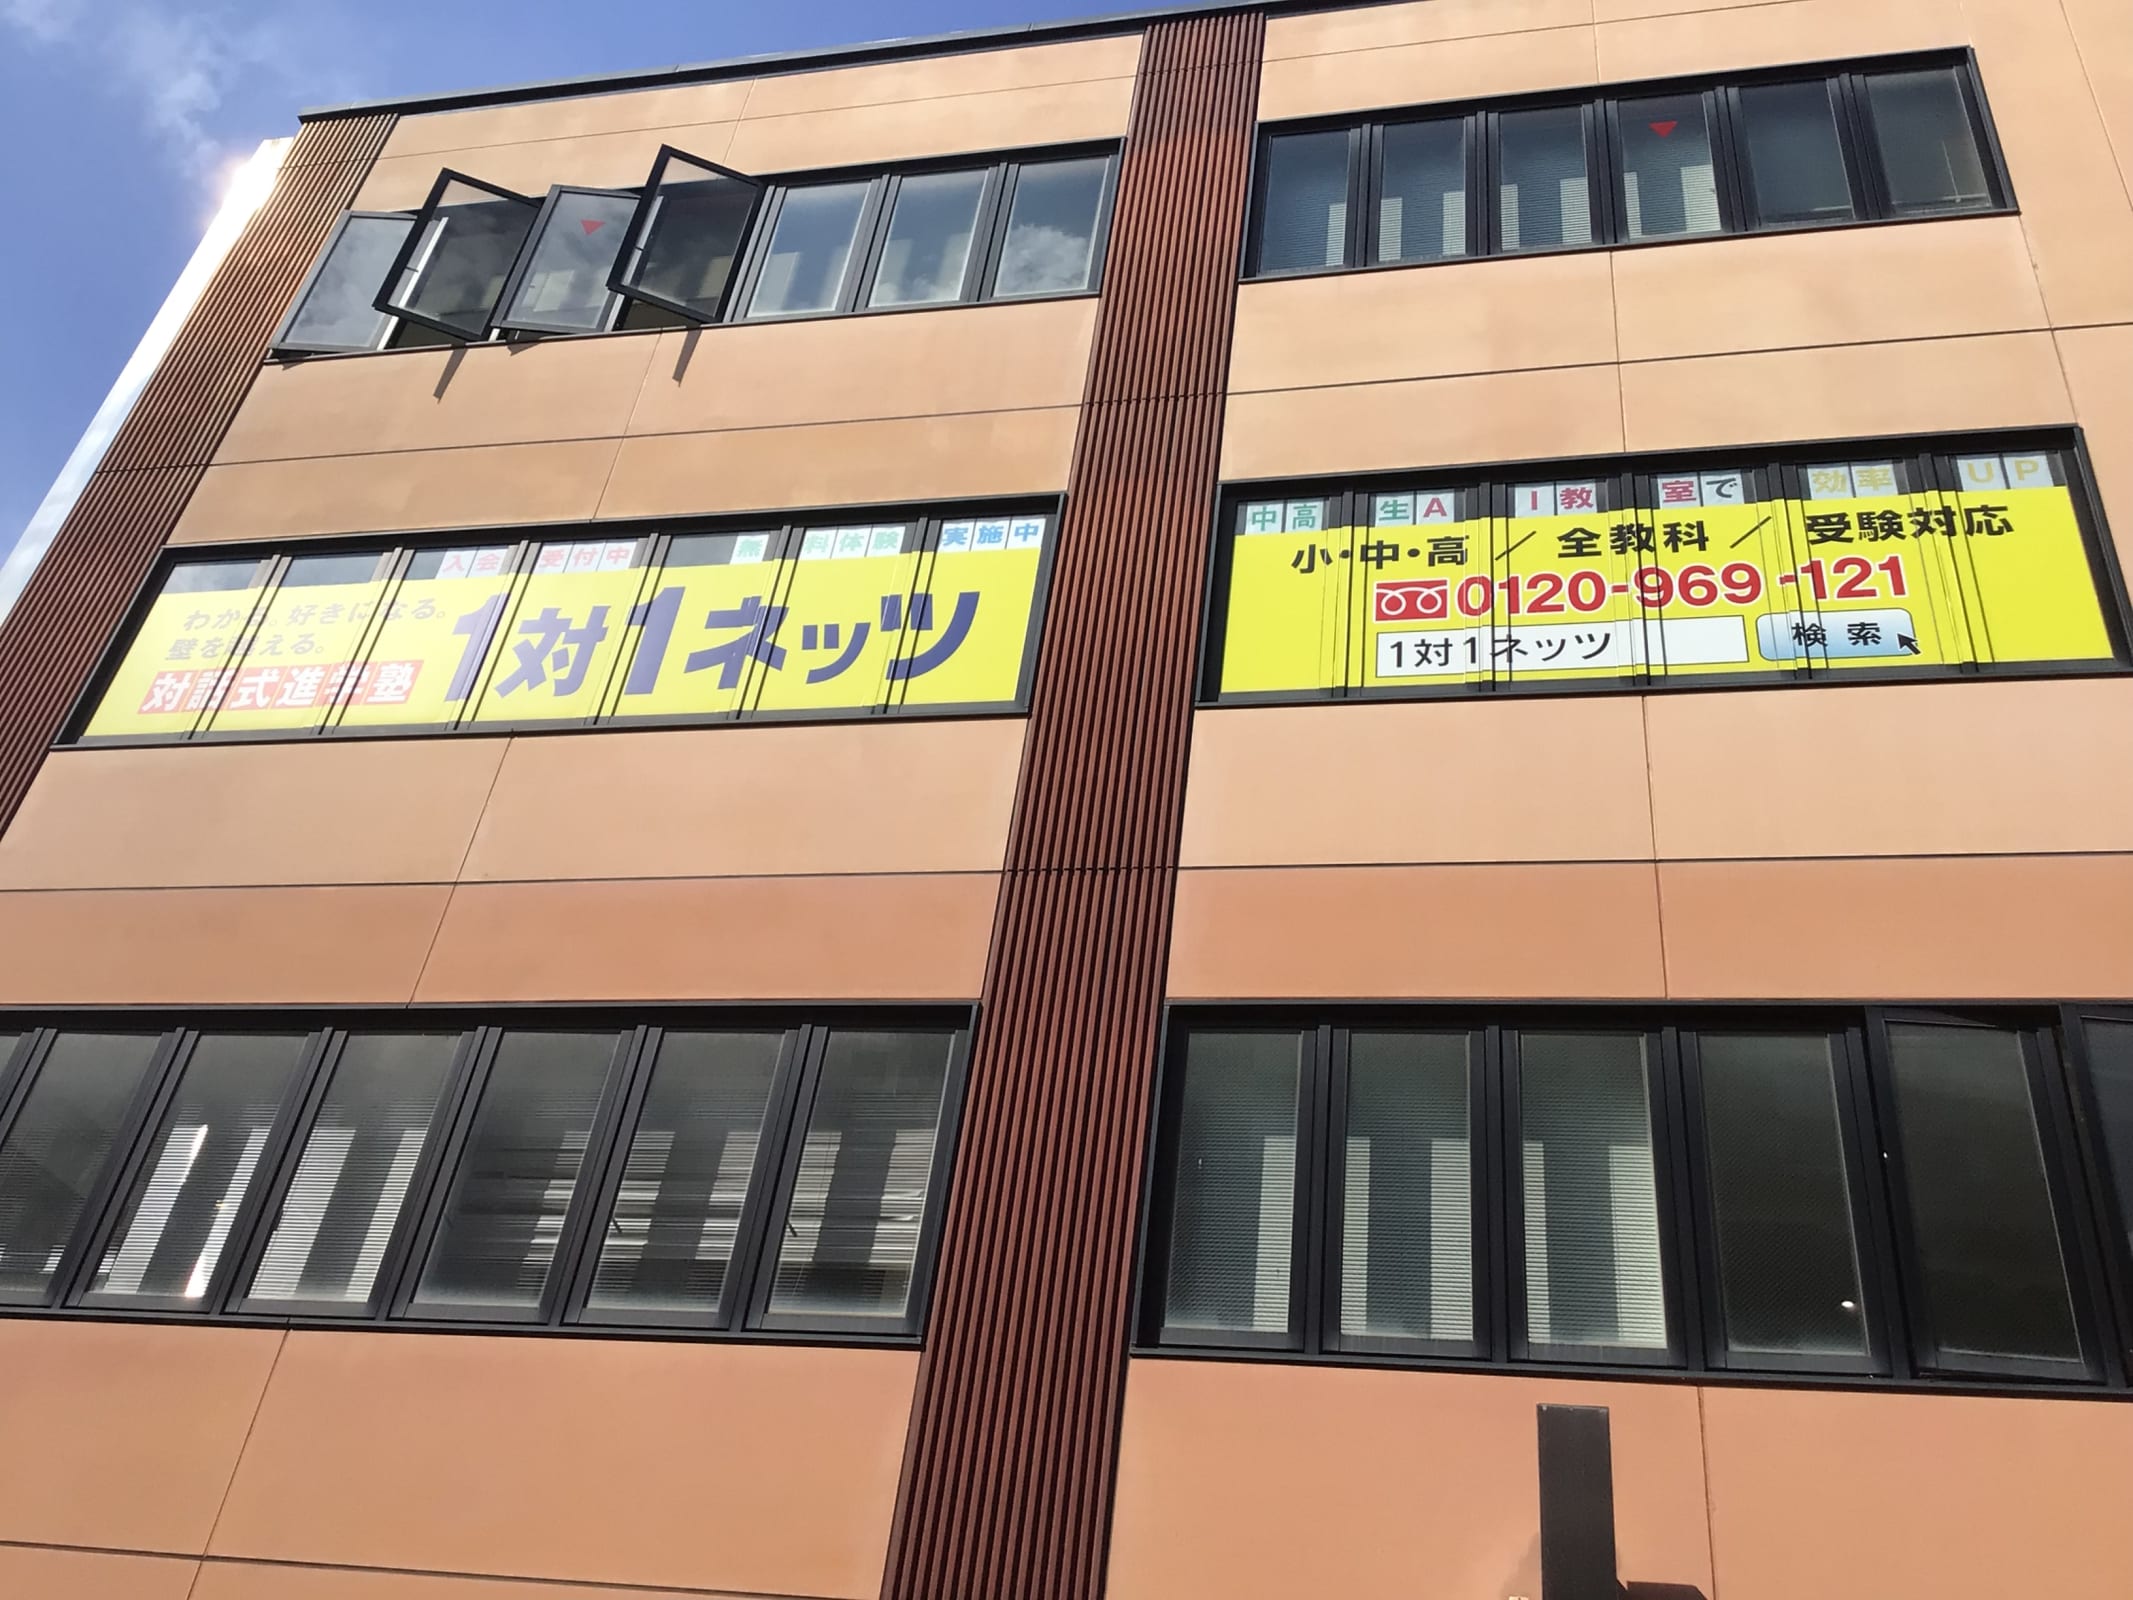 入会受付中 無料体験実施中
わかる。好きになる。
壁を越える。
対話式進学塾
1対1ネッツ
中高生AI教室で効率UP
小・中・高／全教科／受験対応
0120-969-121
1対1ネッツ 検索